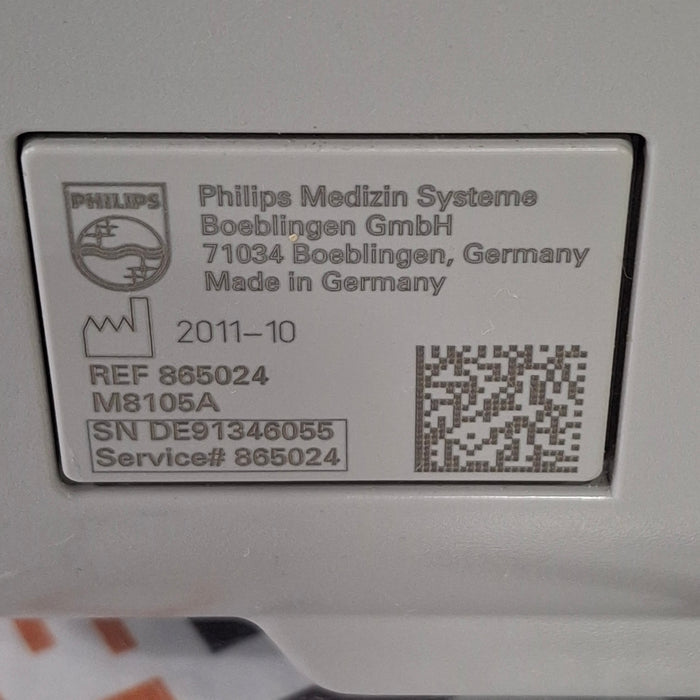 PHILIPS
Philips Medizin Systeme
Boeblingen GmbH
71034 Boeblingen, Germany
Made in Germany
2011-10
REF 865024
M8105A
SN DE91346055
Service# 865024